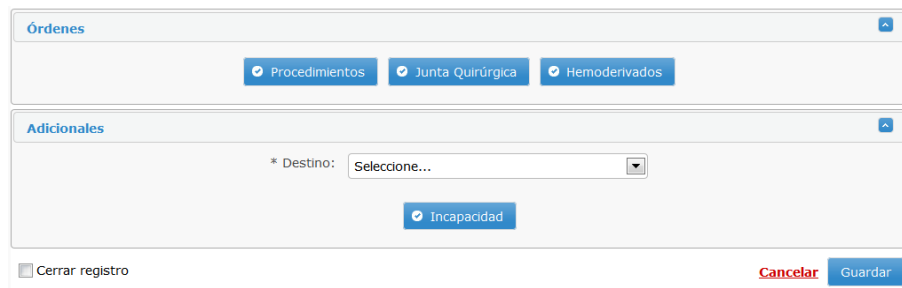 Órdenes
Procedimientos Junta Quirúrgica Hemoderivados
Adicionales
* Destino: Seleccione...
Incapacidad
Cerrar registro Cancelar Guardar